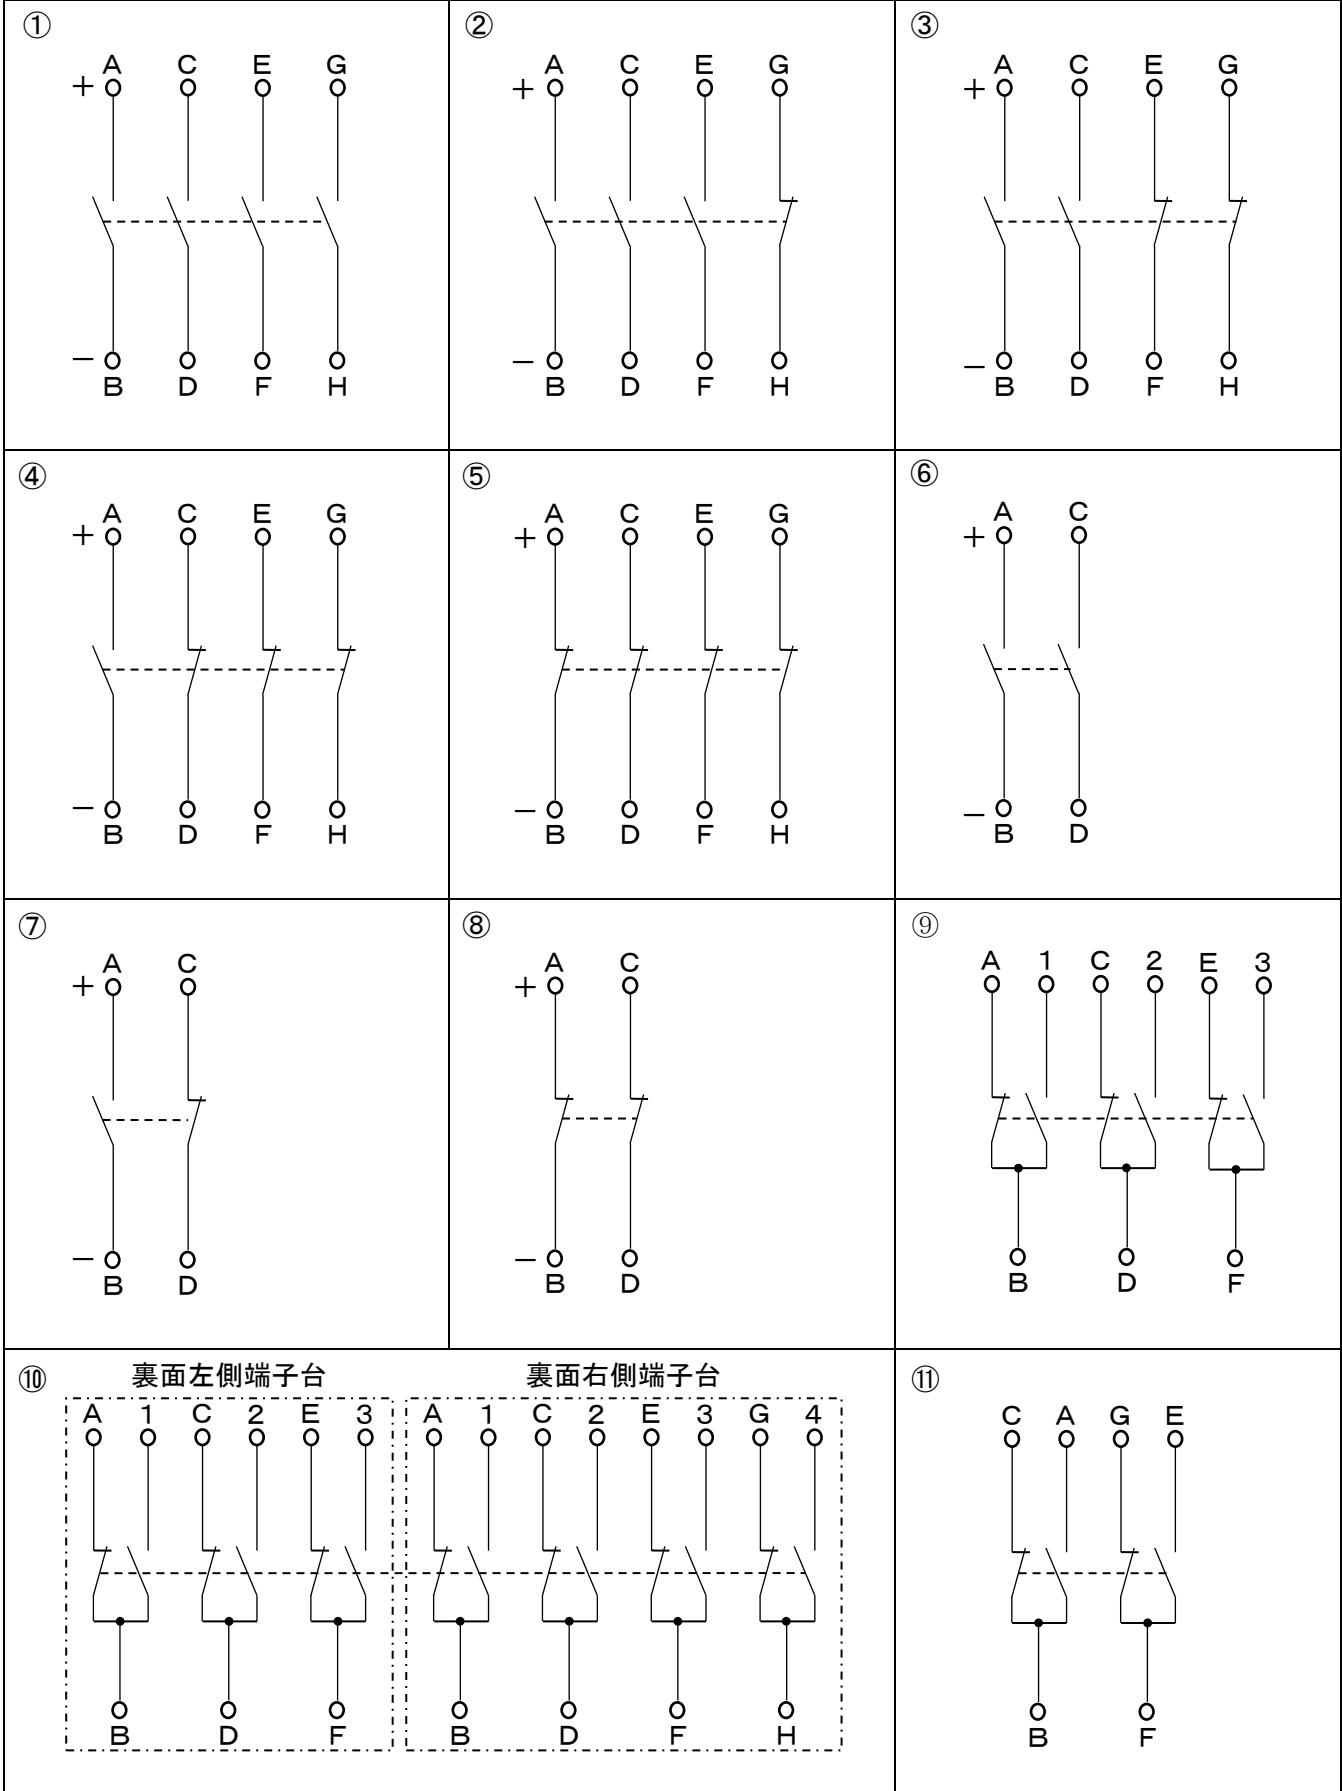 ①
A C E G
+
−
B D F H
②
A C E G
+
−
B D F H
③
A C E G
+
−
B D F H
④
A C E G
+
−
B D F H
⑤
A C E G
+
−
B D F H
⑥
A C
+
−
B D
⑦
A C
+
−
B D
⑧
A C
+
−
B D
⑨
A 1 C 2 E 3
B D F
⑩
裏面左側端子台
A 1 C 2 E 3
B D F
裏面右側端子台
A 1 C 2 E 3 G 4
B D F H
⑪
C A G E
B F